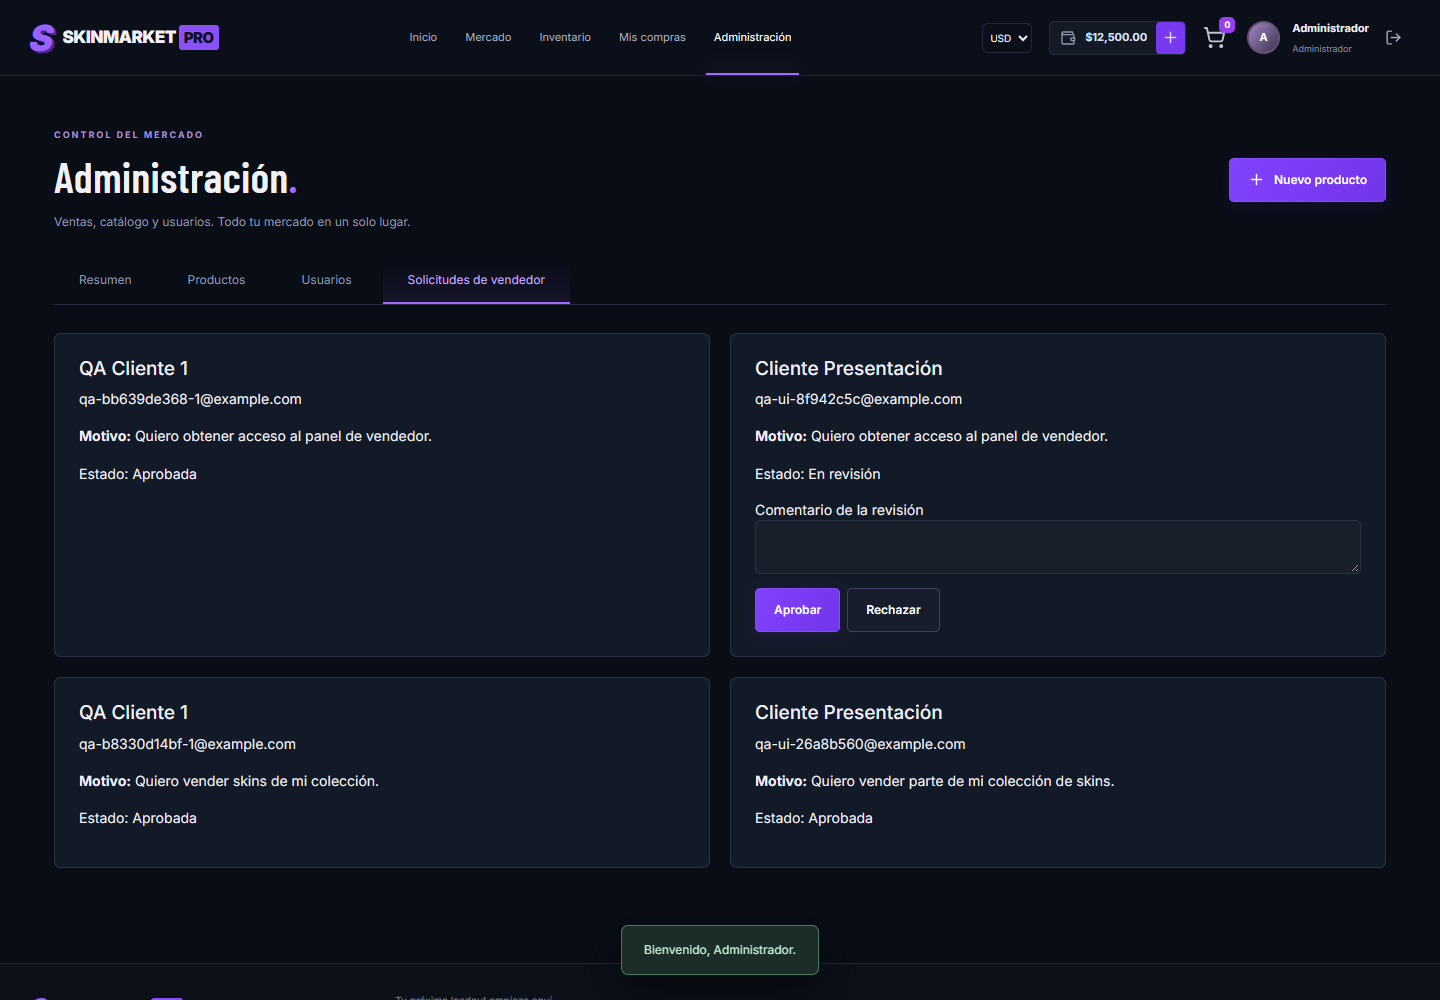 SKINMARKET PRO
Inicio
Mercado
Inventario
Mis compras
Administración
USD
$12,500.00
0
A
Administrador
Administrador
CONTROL DEL MERCADO
Administración.
Ventas, catálogo y usuarios. Todo tu mercado en un solo lugar.
Nuevo producto
Resumen
Productos
Usuarios
Solicitudes de vendedor
QA Cliente 1
qa-bb639de368-1@example.com
Motivo: Quiero obtener acceso al panel de vendedor.
Estado: Aprobada
Cliente Presentación
qa-ui-8f942c5c@example.com
Motivo: Quiero obtener acceso al panel de vendedor.
Estado: En revisión
Comentario de la revisión
Aprobar
Rechazar
QA Cliente 1
qa-b8330d14bf-1@example.com
Motivo: Quiero vender skins de mi colección.
Estado: Aprobada
Cliente Presentación
qa-ui-26a8b560@example.com
Motivo: Quiero vender parte de mi colección de skins.
Estado: Aprobada
Bienvenido, Administrador.
Tu próximo loadout empieza aquí